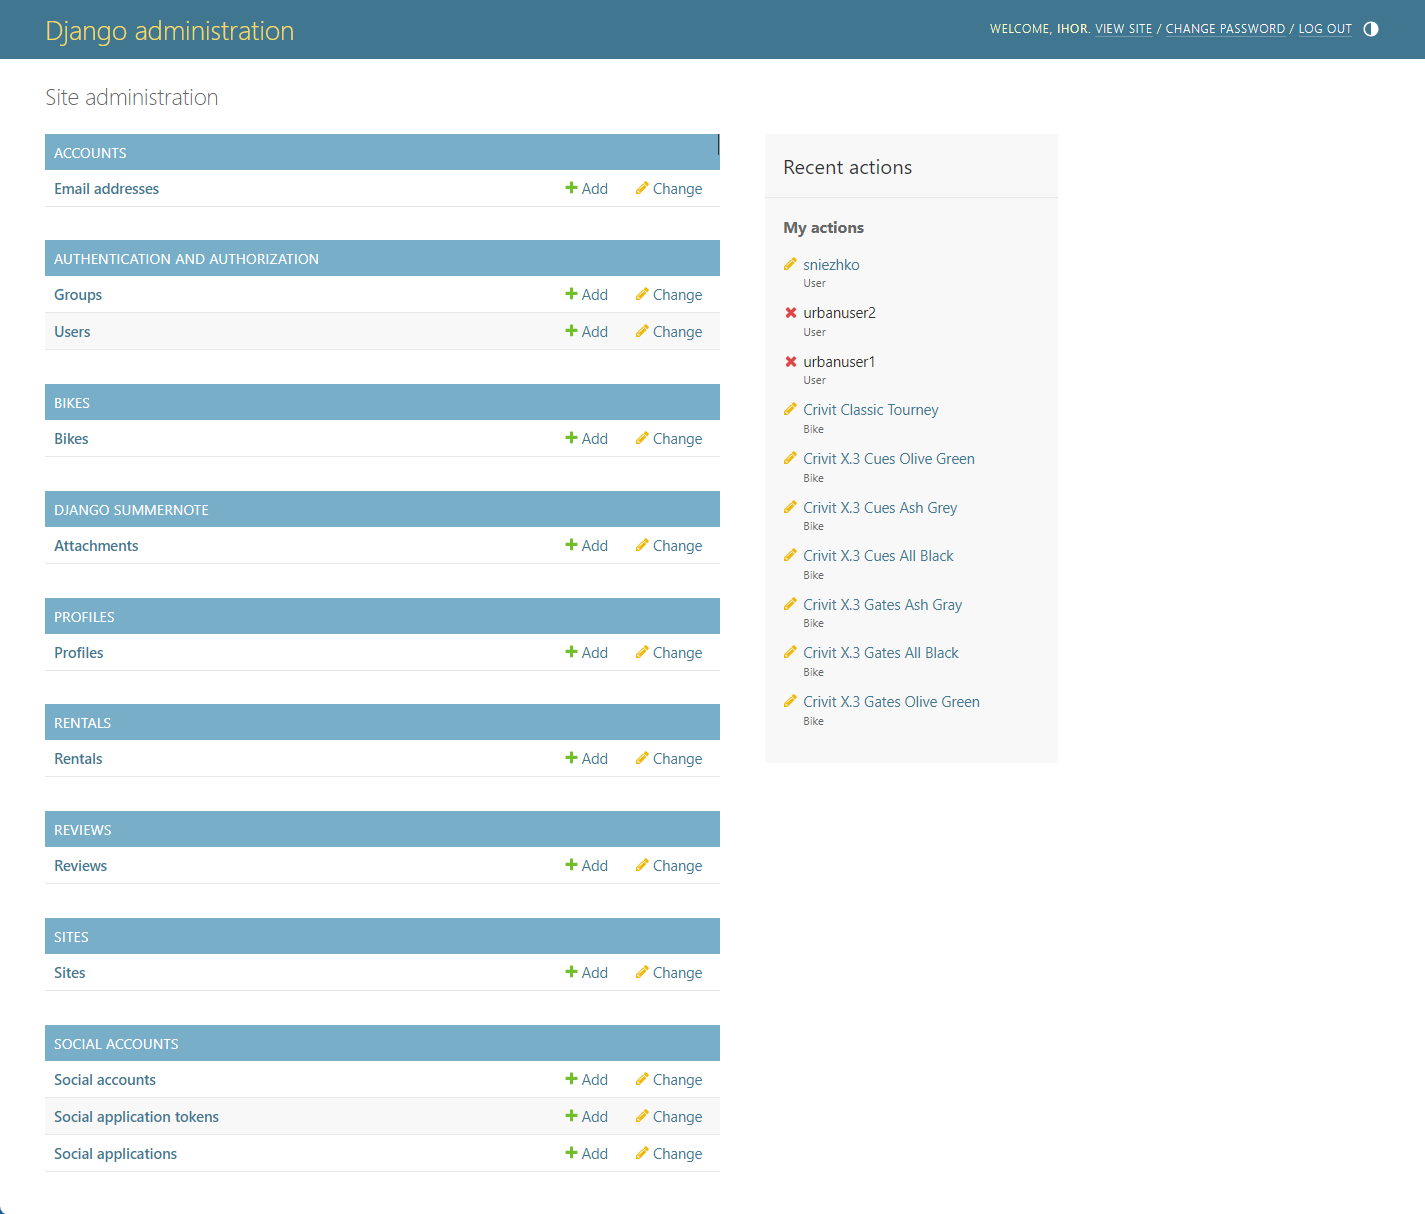 Django administration
WELCOME, IHOR. VIEW SITE / CHANGE PASSWORD / LOG OUT
Site administration
ACCOUNTS
Email addresses Add Change
AUTHENTICATION AND AUTHORIZATION
Groups Add Change
Users Add Change
BIKES
Bikes Add Change
DJANGO SUMMERNOTE
Attachments Add Change
PROFILES
Profiles Add Change
RENTALS
Rentals Add Change
REVIEWS
Reviews Add Change
SITES
Sites Add Change
SOCIAL ACCOUNTS
Social accounts Add Change
Social application tokens Add Change
Social applications Add Change
Recent actions
My actions
sniezhko
User
urbanuser2
User
urbanuser1
User
Crivit Classic Tourney
Bike
Crivit X.3 Cues Olive Green
Bike
Crivit X.3 Cues Ash Grey
Bike
Crivit X.3 Cues All Black
Bike
Crivit X.3 Gates Ash Gray
Bike
Crivit X.3 Gates All Black
Bike
Crivit X.3 Gates Olive Green
Bike